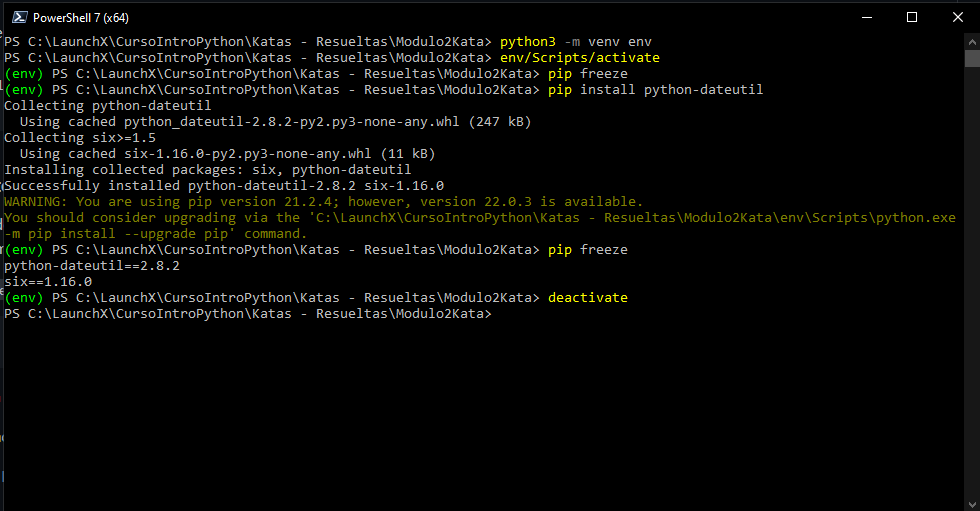 PowerShell 7 (x64)
PS C:\LaunchX\CursoIntroPython\Katas - Resueltas\Modulo2Kata> python3 -m venv env
PS C:\LaunchX\CursoIntroPython\Katas - Resueltas\Modulo2Kata> env/Scripts/activate
(env) PS C:\LaunchX\CursoIntroPython\Katas - Resueltas\Modulo2Kata> pip freeze
(env) PS C:\LaunchX\CursoIntroPython\Katas - Resueltas\Modulo2Kata> pip install python-dateutil
Collecting python-dateutil
  Using cached python_dateutil-2.8.2-py2.py3-none-any.whl (247 kB)
Collecting six>=1.5
  Using cached six-1.16.0-py2.py3-none-any.whl (11 kB)
Installing collected packages: six, python-dateutil
Successfully installed python-dateutil-2.8.2 six-1.16.0
WARNING: You are using pip version 21.2.4; however, version 22.0.3 is available.
You should consider upgrading via the 'C:\LaunchX\CursoIntroPython\Katas - Resueltas\Modulo2Kata\env\Scripts\python.exe
-m pip install --upgrade pip' command.
(env) PS C:\LaunchX\CursoIntroPython\Katas - Resueltas\Modulo2Kata> pip freeze
python-dateutil==2.8.2
six==1.16.0
(env) PS C:\LaunchX\CursoIntroPython\Katas - Resueltas\Modulo2Kata> deactivate
PS C:\LaunchX\CursoIntroPython\Katas - Resueltas\Modulo2Kata>